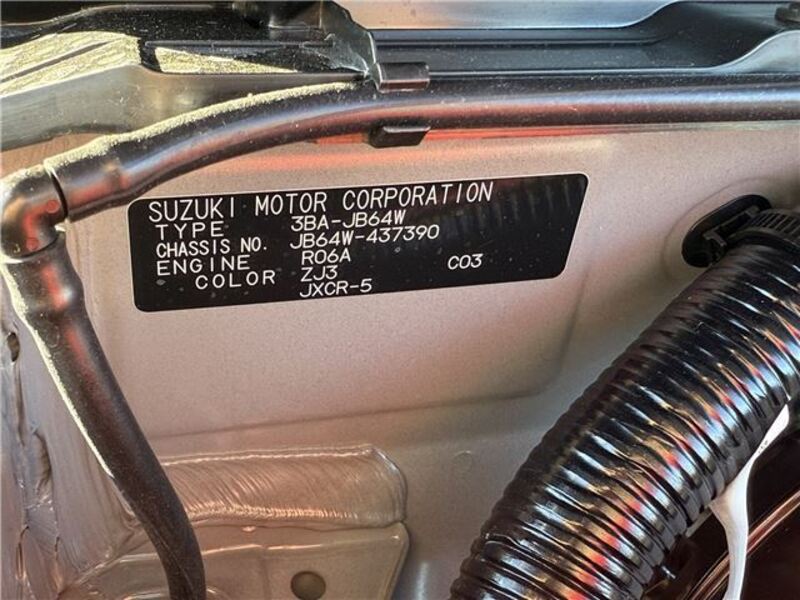 SUZUKI MOTOR CORPORATION
TYPE 3BA-JB64W
CHASSIS NO. JB64W-437390
ENGINE R06A
COLOR ZJ3 C03
JXCR-5